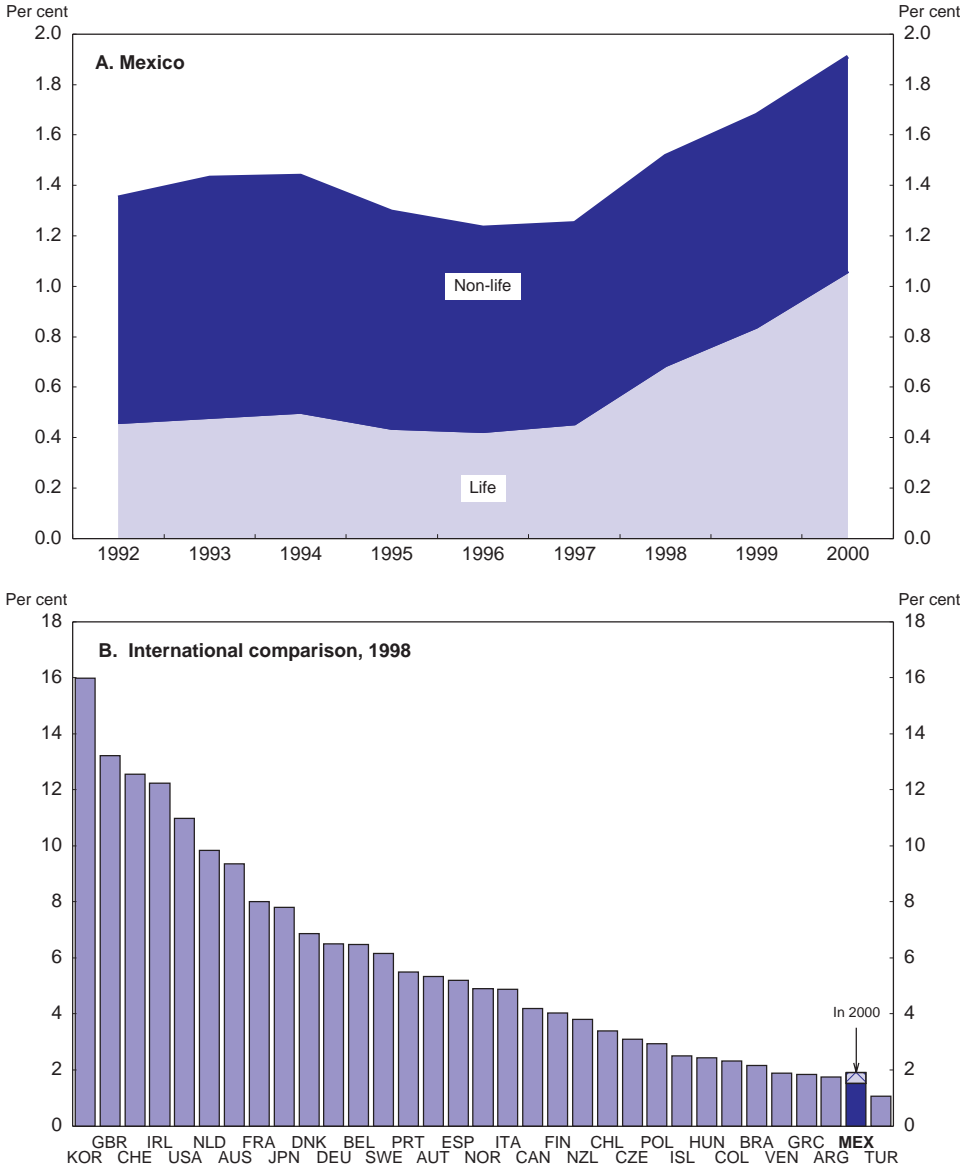 Per cent Per cent
2.0 2.0
A. Mexico
1.8 1.8
1.6 1.6
1.4 1.4
1.2 1.2
Non-life
1.0 1.0
0.8 0.8
0.6 0.6
0.4 0.4
Life
0.2 0.2
0.0 0.0
1992 1993 1994 1995 1996 1997 1998 1999 2000
Per cent Per cent
18 18
B. International comparison, 1998
16 16
14 14
12 12
10 10
8 8
6 6
4 4
In 2000
2 2
0 0
GBR IRL NLD FRA DNK BEL PRT ESP ITA FIN CHL POL HUN BRA GRC MEX
KOR CHE USA AUS JPN DEU SWE AUT NOR CAN NZL CZE ISL COL VEN ARG TUR